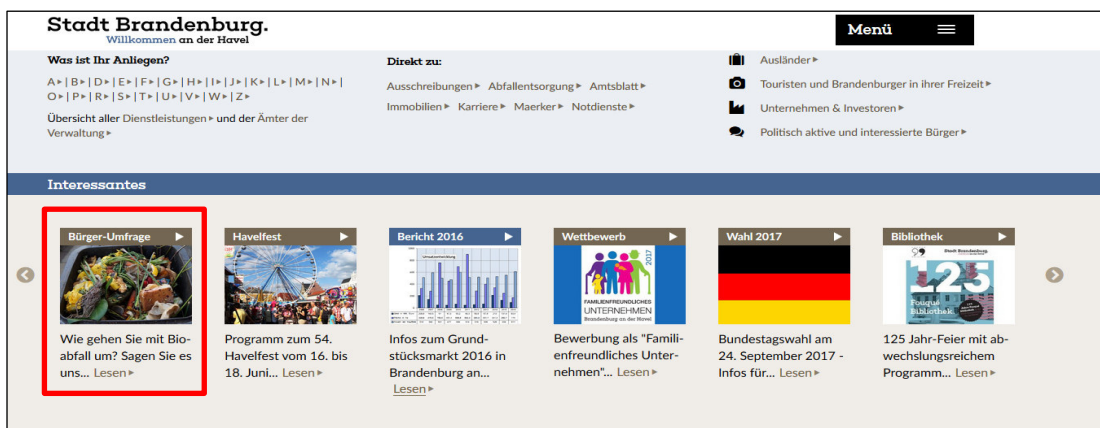 Stadt Brandenburg.
Willkommen an der Havel
Menü
Was ist Ihr Anliegen?
A▸ | B▸ | D▸ | E▸ | F▸ | G▸ | H▸ | I▸ | J▸ | K▸ | L▸ | M▸ | N▸ |
O▸ | P▸ | R▸ | S▸ | T▸ | U▸ | V▸ | W▸ | Z▸
Übersicht aller Dienstleistungen▸ und der Ämter der
Verwaltung▸
Direkt zu:
Ausschreibungen▸ Abfallentsorgung▸ Amtsblatt▸
Immobilien▸ Karriere▸ Maerker▸ Notdienste▸
Ausländer▸
Touristen und Brandenburger in ihrer Freizeit▸
Unternehmen & Investoren▸
Politisch aktive und interessierte Bürger▸
Interessantes
Bürger-Umfrage
Wie gehen Sie mit Bio-
abfall um? Sagen Sie es
uns... Lesen▸
Havelfest
Programm zum 54.
Havelfest vom 16. bis
18. Juni... Lesen▸
Bericht 2016
Infos zum Grund-
stücksmarkt 2016 in
Brandenburg an...
Lesen▸
Wettbewerb
2017
FAMILIENFREUNDLICHES
UNTERNEHMEN
Brandenburg an der Havel
Bewerbung als "Famili-
enfreundliches Unter-
nehmen"... Lesen▸
Wahl 2017
Bundestagswahl am
24. September 2017 -
Infos für... Lesen▸
Bibliothek
Stadt Brandenburg.
125
Fouqué
Bibliothek
125 Jahr-Feier mit ab-
wechslungsreichem
Programm... Lesen▸